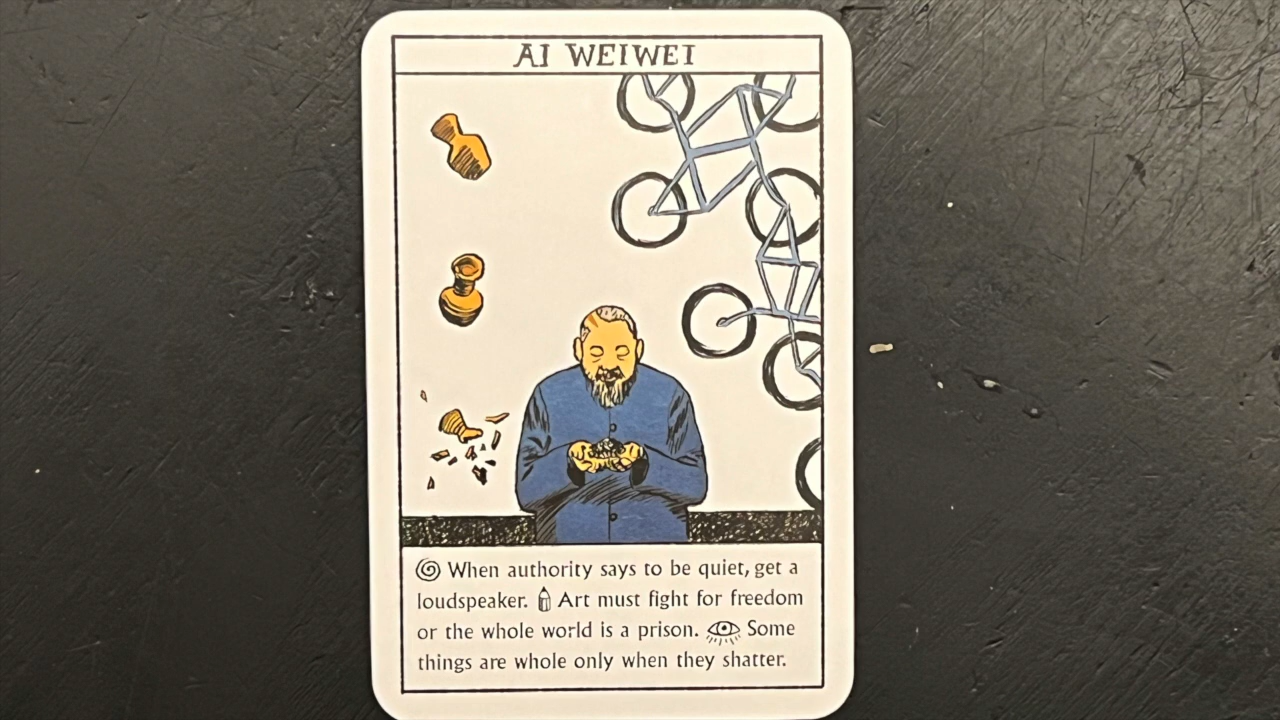 AI WEIWEI
When authority says to be quiet, get a
loudspeaker. Art must fight for freedom
or the whole world is a prison. Some
things are whole only when they shatter.